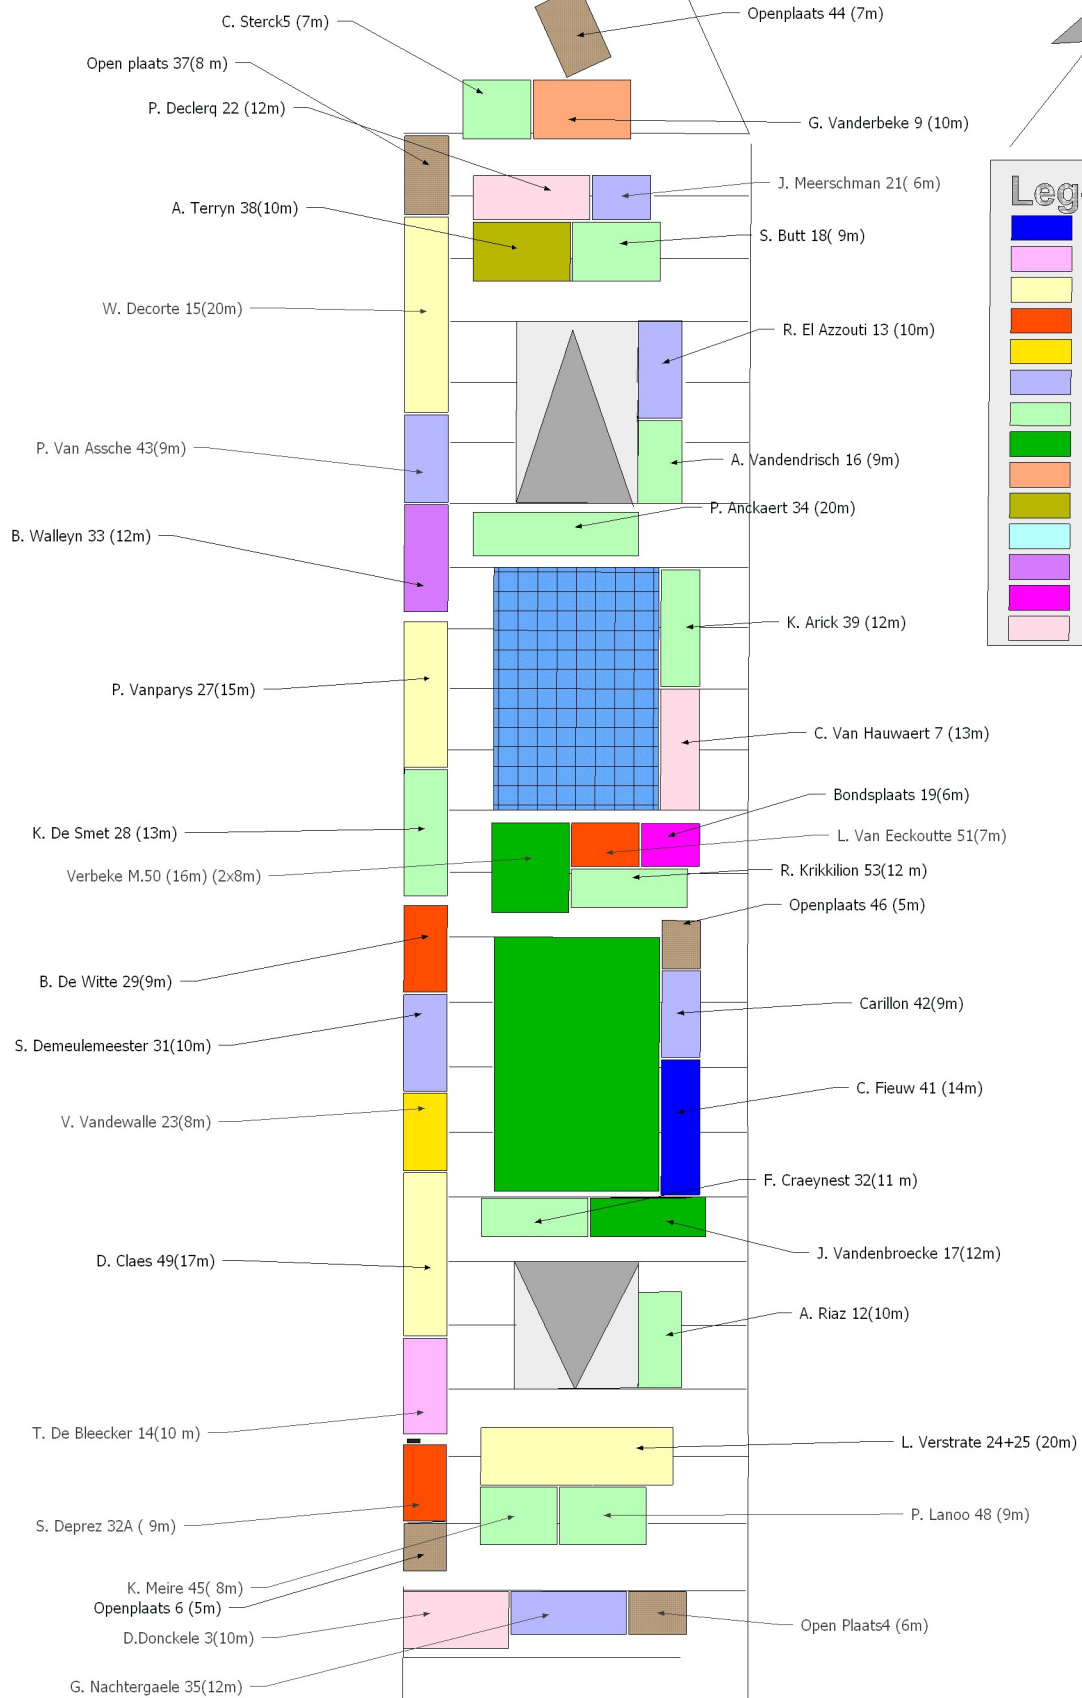 C. Sterck5 (7m)
Openplaats 44 (7m)
Open plaats 37(8 m)
P. Declerq 22 (12m)
G. Vanderbeke 9 (10m)
J. Meerschman 21( 6m)
A. Terryn 38(10m)
S. Butt 18( 9m)
Leg
W. Decorte 15(20m)
R. El Azzouti 13 (10m)
P. Van Assche 43(9m)
A. Vandendrisch 16 (9m)
P. Anckaert 34 (20m)
B. Walleyn 33 (12m)
K. Arick 39 (12m)
P. Vanparys 27(15m)
C. Van Hauwaert 7 (13m)
Bondsplaats 19(6m)
K. De Smet 28 (13m)
L. Van Eeckoutte 51(7m)
Verbeke M.50 (16m) (2x8m)
R. Krikkilion 53(12 m)
Openplaats 46 (5m)
B. De Witte 29(9m)
Carillon 42(9m)
S. Demeulemeester 31(10m)
C. Fieuw 41 (14m)
V. Vandewalle 23(8m)
F. Craeynest 32(11 m)
D. Claes 49(17m)
J. Vandenbroecke 17(12m)
A. Riaz 12(10m)
T. De Bleecker 14(10 m)
L. Verstrate 24+25 (20m)
S. Deprez 32A ( 9m)
P. Lanoo 48 (9m)
K. Meire 45( 8m)
Openplaats 6 (5m)
D.Donckele 3(10m)
Open Plaats4 (6m)
G. Nachtergaele 35(12m)